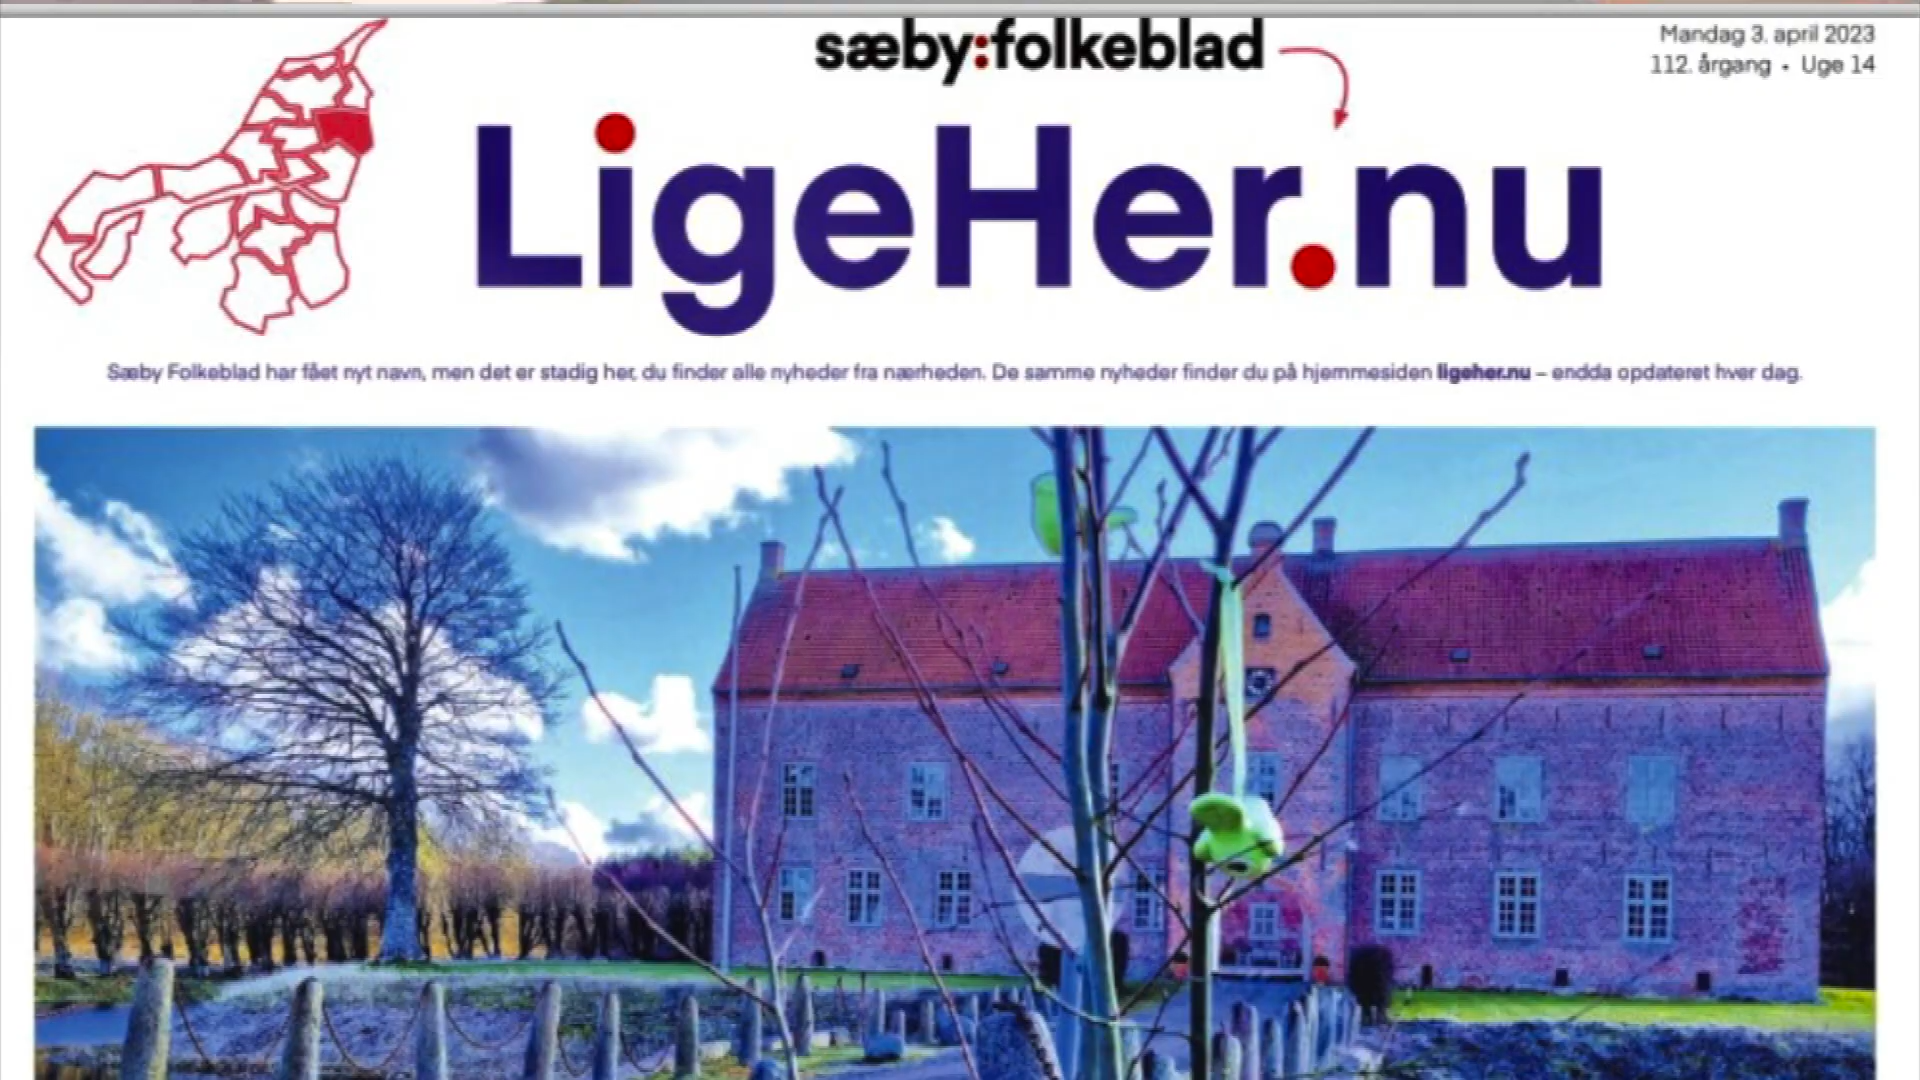 sæby:folkeblad
Mandag 3. april 2023
112. årgang • Uge 14
LigeHer.nu
Sæby Folkeblad har fået nyt navn, men det er stadig her, du finder alle nyheder fra nærheden. De samme nyheder finder du på hjemmesiden ligeher.nu – endda opdateret hver dag.